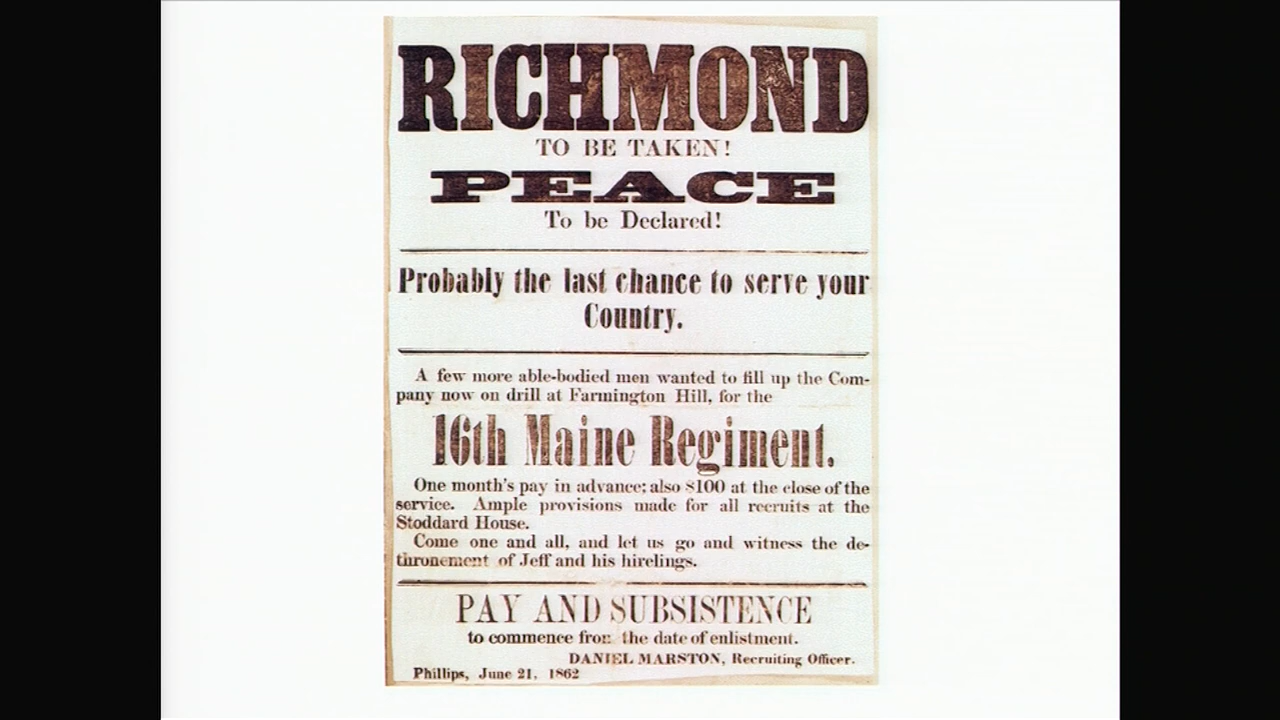 RICHMOND
TO BE TAKEN!
PEACE
To be Declared!
Probably the last chance to serve your
Country.
A few more able-bodied men wanted to fill up the Com-
pany now on drill at Farmington Hill, for the
16th Maine Regiment.
One month's pay in advance; also $100 at the close of the
service. Ample provisions made for all recruits at the
Stoddard House.
Come one and all, and let us go and witness the de-
thronement of Jeff and his hirelings.
PAY AND SUBSISTENCE
to commence from the date of enlistment.
DANIEL MARSTON, Recruiting Officer.
Phillips, June 21, 1862